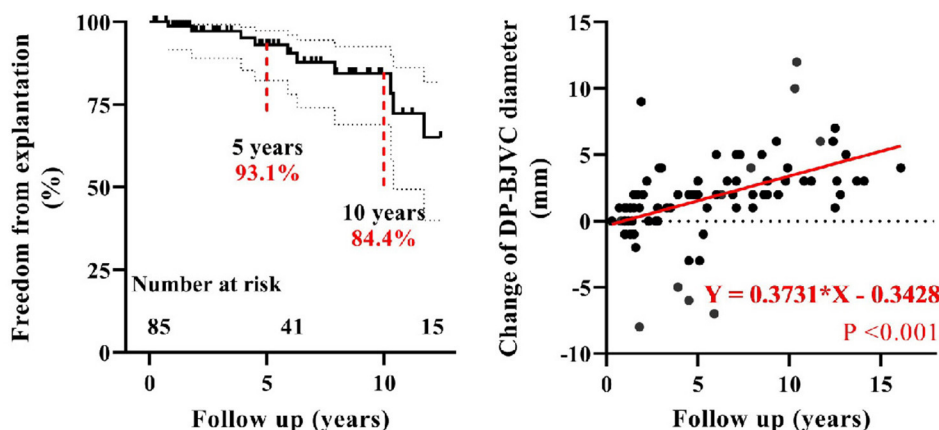 Freedom from explantation
(%)
100
75
50
25
0
5 years
93.1%
10 years
84.4%
Number at risk
85 41 15
0 5 10
Follow up (years)
Change of DP-BJVC diameter
(mm)
15
10
5
0
-5
-10
Y = 0.3731*X - 0.3428
P <0.001
0 5 10 15
Follow up (years)